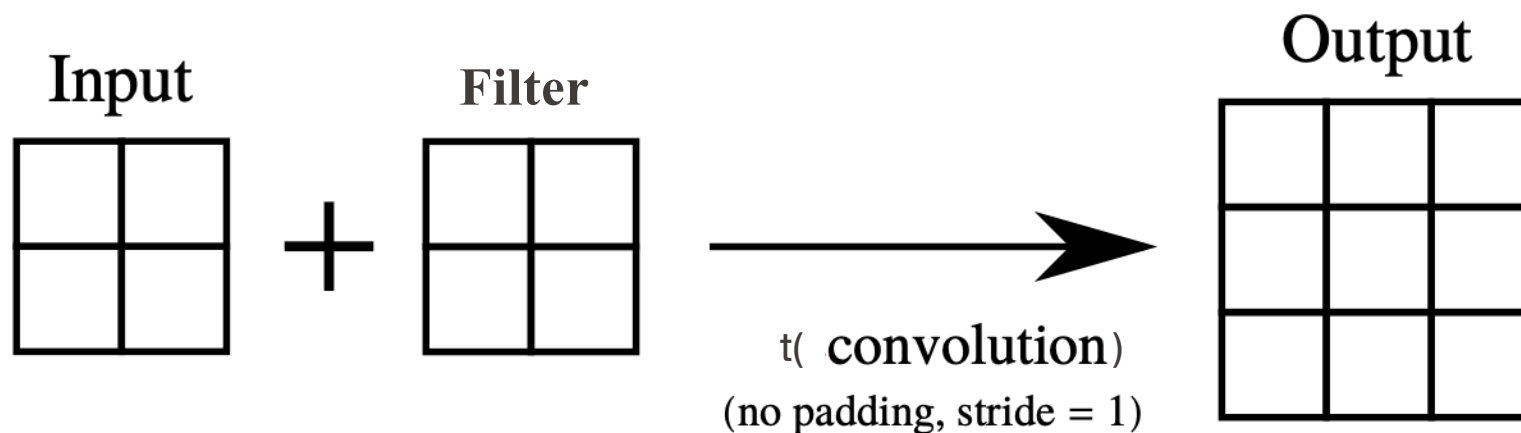 Input
Filter
Output
t( convolution)
(no padding, stride = 1)